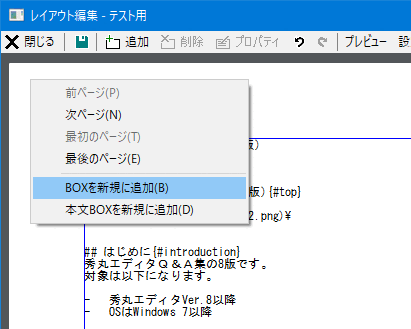 レイアウト編集 - テスト用
閉じる 追加 削除 プロパティ プレビュー 設
前ページ(P)
次ページ(N)
最初のページ(T)
最後のページ(E)
BOXを新規に追加(B)
本文BOXを新規に追加(D)
版)
版){#top}
2.png)¥
## はじめに{#introduction}
秀丸エディタQ&A集の8版です。
対象は以下になります。
- 秀丸エディタVer.8以降
- OSはWindows 7以降